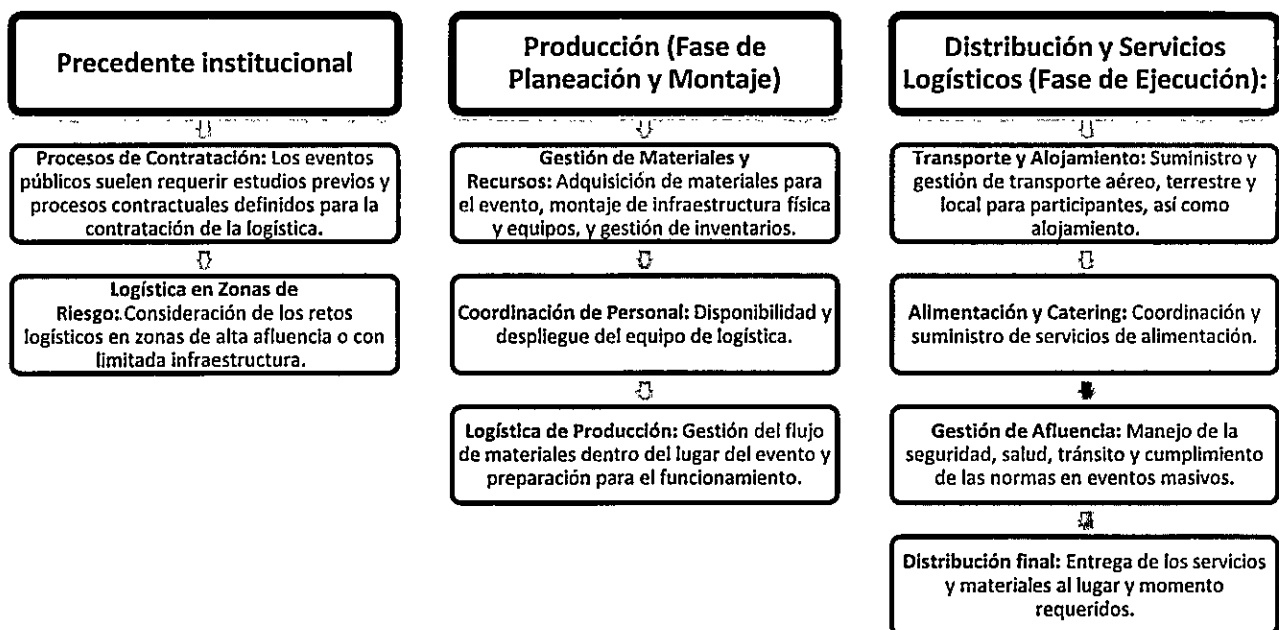 Precedente institucional
Procesos de Contratación: Los eventos
públicos suelen requerir estudios previos y
procesos contractuales definidos para la
contratación de la logística.
Logística en Zonas de
Riesgo: Consideración de los retos
logísticos en zonas de alta afluencia o con
limitada infraestructura.
Producción (Fase de
Planeación y Montaje)
Gestión de Materiales y
Recursos: Adquisición de materiales para
el evento, montaje de infraestructura física
y equipos, y gestión de inventarios.
Coordinación de Personal: Disponibilidad y
despliegue del equipo de logística.
Logística de Producción: Gestión del flujo
de materiales dentro del lugar del evento y
preparación para el funcionamiento.
Distribución y Servicios
Logísticos (Fase de Ejecución):
Transporte y Alojamiento: Suministro y
gestión de transporte aéreo, terrestre y
local para participantes, así como
alojamiento.
Alimentación y Catering: Coordinación y
suministro de servicios de alimentación.
Gestión de Afluencia: Manejo de la
seguridad, salud, tránsito y cumplimiento
de las normas en eventos masivos.
Distribución final: Entrega de los servicios
y materiales al lugar y momento
requeridos.